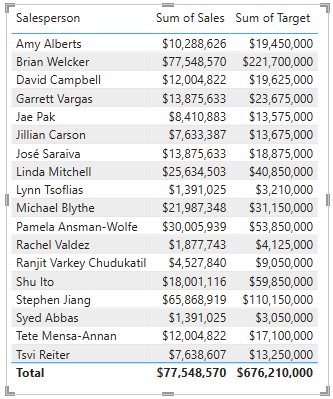 Salesperson Sum of Sales Sum of Target
Amy Alberts $10,288,626 $19,450,000
Brian Welcker $77,548,570 $221,700,000
David Campbell $12,004,822 $19,625,000
Garrett Vargas $13,875,633 $23,675,000
Jae Pak $8,410,883 $13,575,000
Jillian Carson $7,633,387 $13,675,000
José Saraiva $13,875,633 $18,875,000
Linda Mitchell $25,634,503 $40,850,000
Lynn Tsoflias $1,391,025 $3,210,000
Michael Blythe $21,987,348 $31,150,000
Pamela Ansman-Wolfe $30,005,939 $53,850,000
Rachel Valdez $1,877,743 $4,125,000
Ranjit Varkey Chudukatil $4,527,840 $9,050,000
Shu Ito $18,001,116 $59,850,000
Stephen Jiang $65,868,919 $110,150,000
Syed Abbas $1,391,025 $3,050,000
Tete Mensa-Annan $12,004,822 $17,100,000
Tsvi Reiter $7,638,607 $13,250,000
Total $77,548,570 $676,210,000